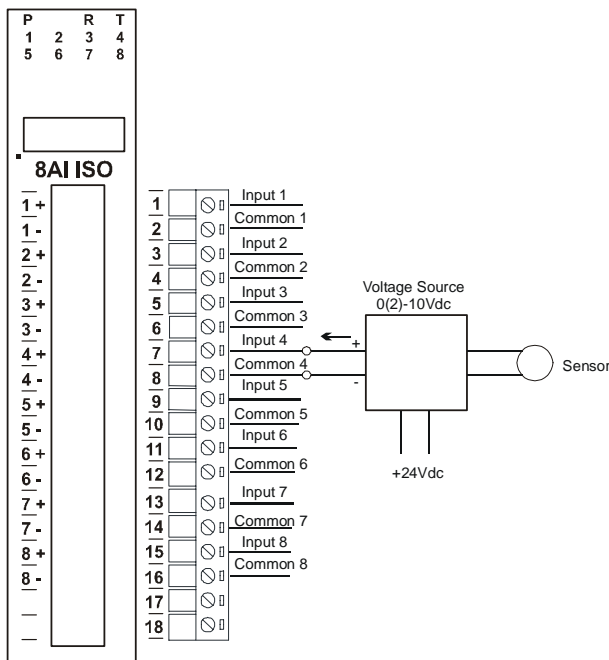 P R T
1 2 3 4
5 6 7 8
8AI ISO
1 +
1 -
2 +
2 -
3 +
3 -
4 +
4 -
5 +
5 -
6 +
6 -
7 +
7 -
8 +
8 -
1 Input 1
2 Common 1
3 Input 2
4 Common 2
5 Input 3
6 Common 3
7 Input 4
8 Common 4
9 Input 5
10 Common 5
11 Input 6
12 Common 6
13 Input 7
14 Common 7
15 Input 8
16 Common 8
17
18
Voltage Source
0(2)-10Vdc
+
-
Sensor
+24Vdc